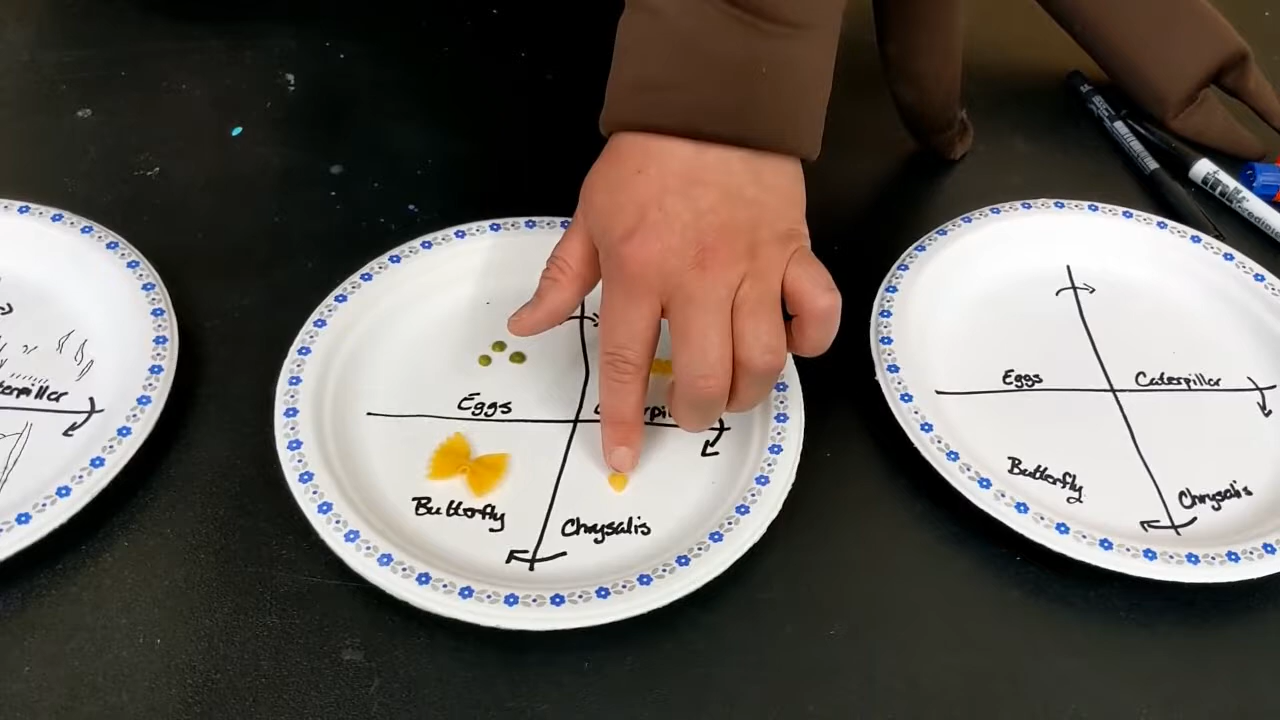 Eggs
Butterfly
Chrysalis
Eggs
Caterpillar
Butterfly
Chrysalis